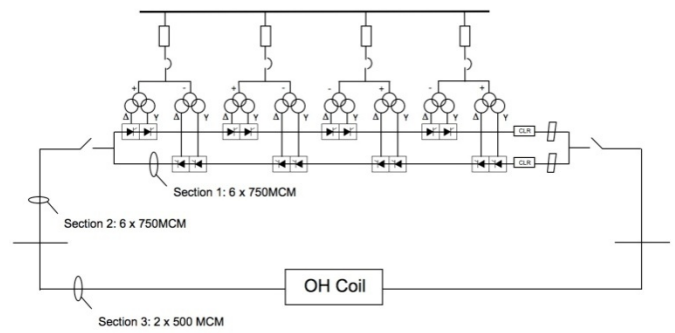 + - + - - + - +
Δ Y Δ Y Δ Y Δ Y Δ Y Δ Y Δ Y Δ Y
CLR
CLR
Section 1: 6 x 750MCM
Section 2: 6 x 750MCM
OH Coil
Section 3: 2 x 500 MCM